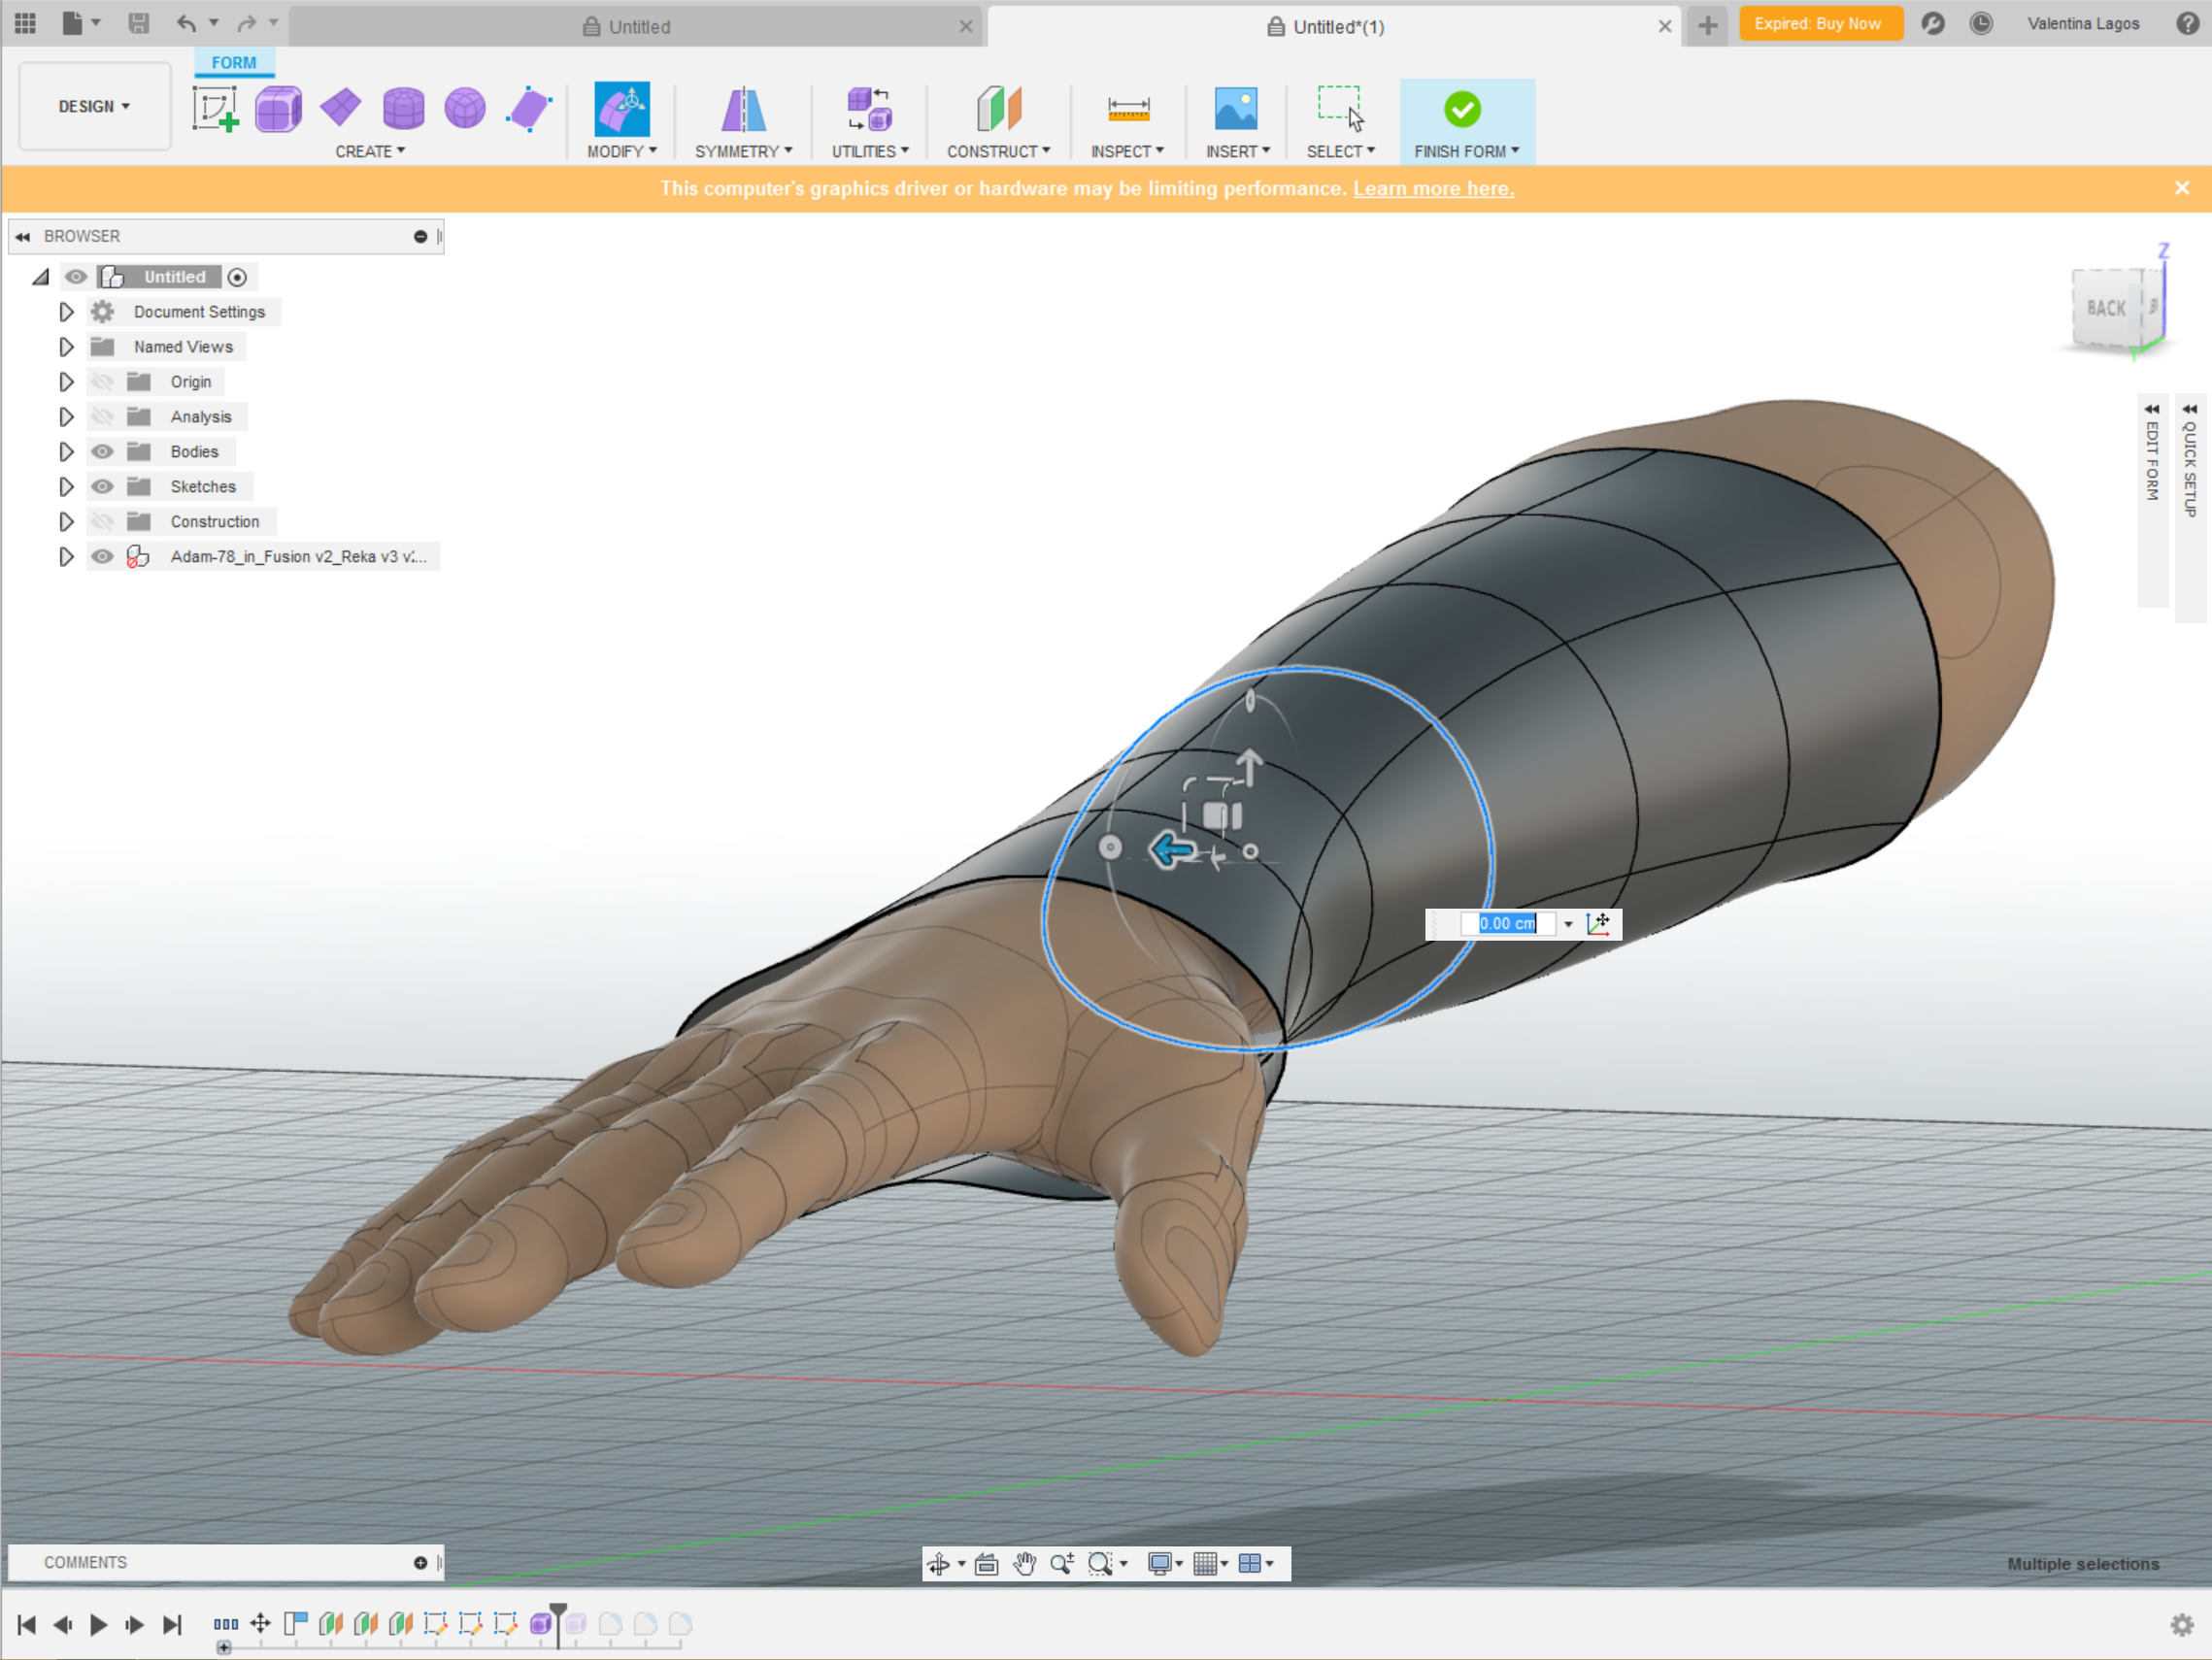 Untitled
Untitled*(1)
Expired: Buy Now
Valentina Lagos
FORM
DESIGN
CREATE
MODIFY
SYMMETRY
UTILITIES
CONSTRUCT
INSPECT
INSERT
SELECT
FINISH FORM
This computer's graphics driver or hardware may be limiting performance. Learn more here.
BROWSER
Untitled
Document Settings
Named Views
Origin
Analysis
Bodies
Sketches
Construction
Adam-78_in_Fusion v2_Reka v3 v:...
Z
BACK
Y
EDIT FORM
QUICK SETUP
0.00 cm
COMMENTS
Multiple selections